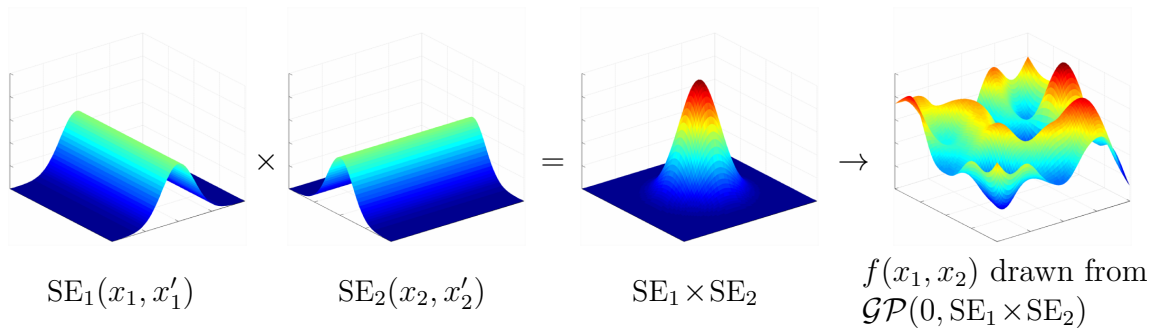 × = →
SE₁(x₁, x′₁) SE₂(x₂, x′₂) SE₁×SE₂ f(x₁, x₂) drawn from
𝒢𝒫(0, SE₁×SE₂)